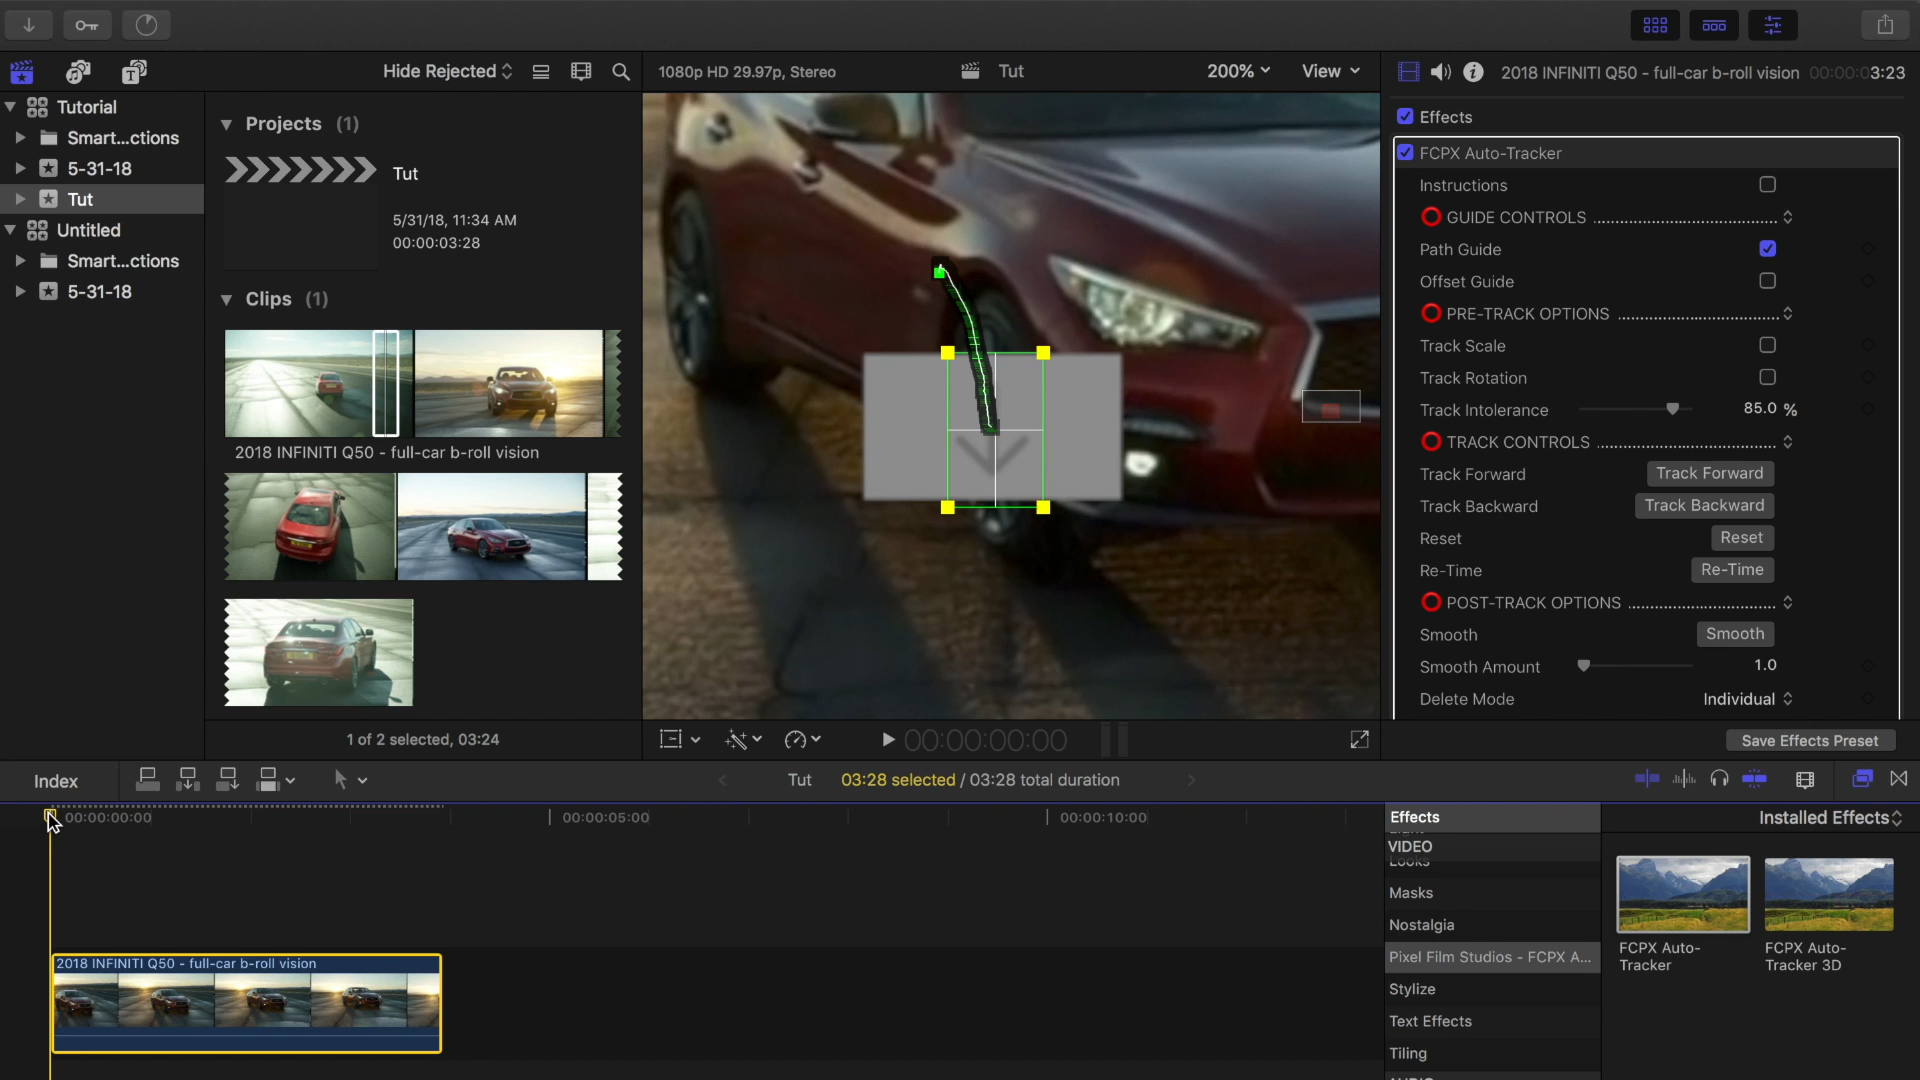 Hide Rejected
1080p HD 29.97p, Stereo
Tut
200%
View
2018 INFINITI Q50 - full-car b-roll vision
00:00:03:23
Tutorial
Smart...ctions
5-31-18
Tut
Untitled
Smart...ctions
5-31-18
Projects (1)
Tut
5/31/18, 11:34 AM
00:00:03:28
Clips (1)
2018 INFINITI Q50 - full-car b-roll vision
1 of 2 selected, 03:24
00:00:00:00
Effects
FCPX Auto-Tracker
Instructions
GUIDE CONTROLS
Path Guide
Offset Guide
PRE-TRACK OPTIONS
Track Scale
Track Rotation
Track Intolerance 85.0 %
TRACK CONTROLS
Track Forward Track Forward
Track Backward Track Backward
Reset Reset
Re-Time Re-Time
POST-TRACK OPTIONS
Smooth Smooth
Smooth Amount 1.0
Delete Mode Individual
Save Effects Preset
Index
Tut
03:28 selected / 03:28 total duration
00:00:00:00
00:00:05:00
00:00:10:00
2018 INFINITI Q50 - full-car b-roll vision
Effects
Installed Effects
VIDEO
Looks
Masks
Nostalgia
Pixel Film Studios - FCPX A...
Stylize
Text Effects
Tiling
FCPX Auto-
Tracker
FCPX Auto-
Tracker 3D